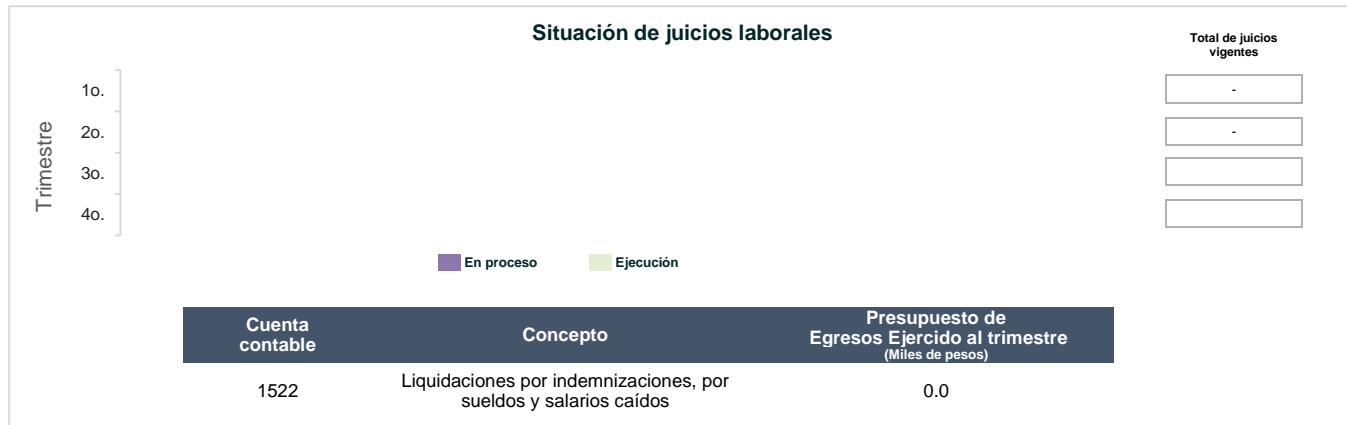 Situación de juicios laborales
Total de juicios
vigentes
Trimestre
1o.
-
2o.
-
3o.
4o.
En proceso
Ejecución
Cuenta
contable
Concepto
Presupuesto de
Egresos Ejercido al trimestre
(Miles de pesos)
1522
Liquidaciones por indemnizaciones, por
sueldos y salarios caídos
0.0